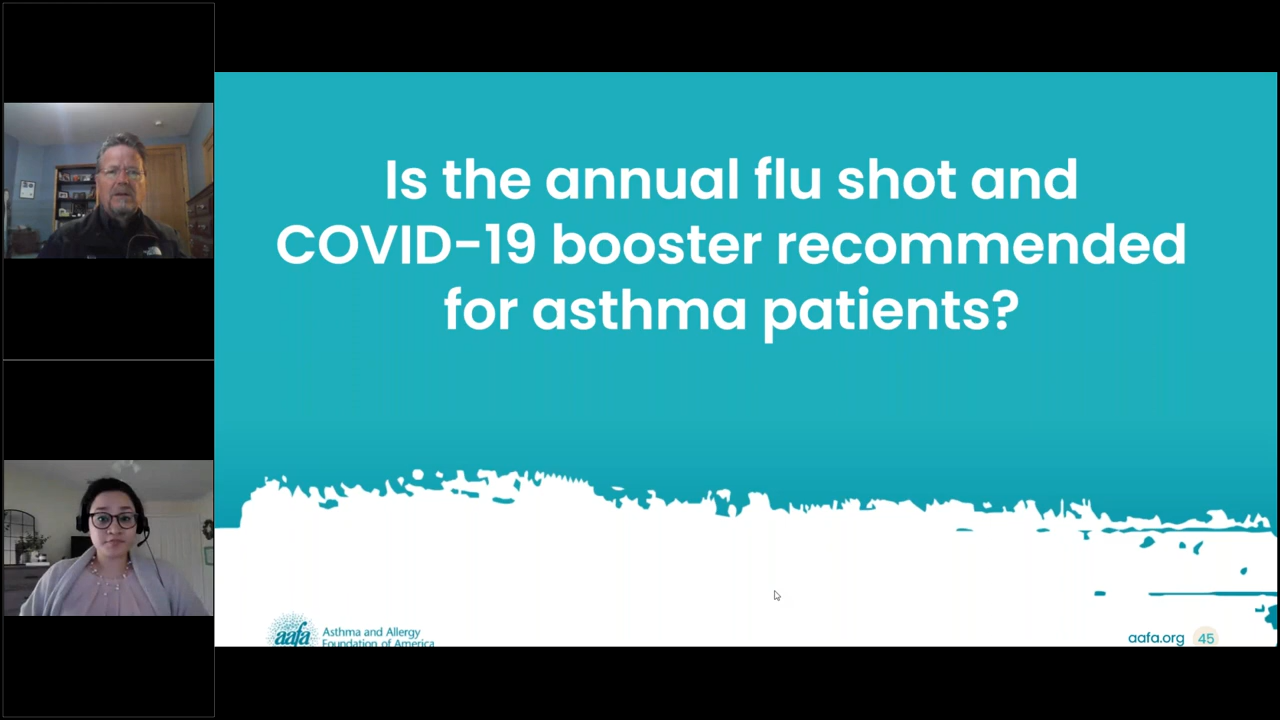 Is the annual flu shot and
COVID-19 booster recommended
for asthma patients?
aafa
Asthma and Allergy
Foundation of America
aafa.org 45